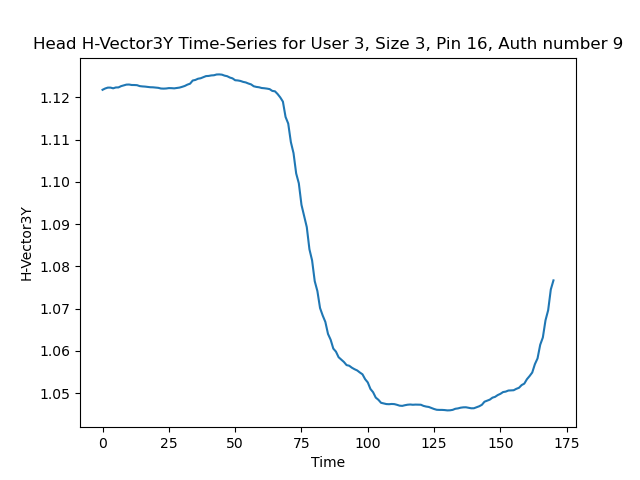 Head H-Vector3Y Time-Series for User 3, Size 3, Pin 16, Auth number 9
1.12
1.11
1.10
1.09
1.08
1.07
1.06
1.05
H-Vector3Y
0 25 50 75 100 125 150 175
Time